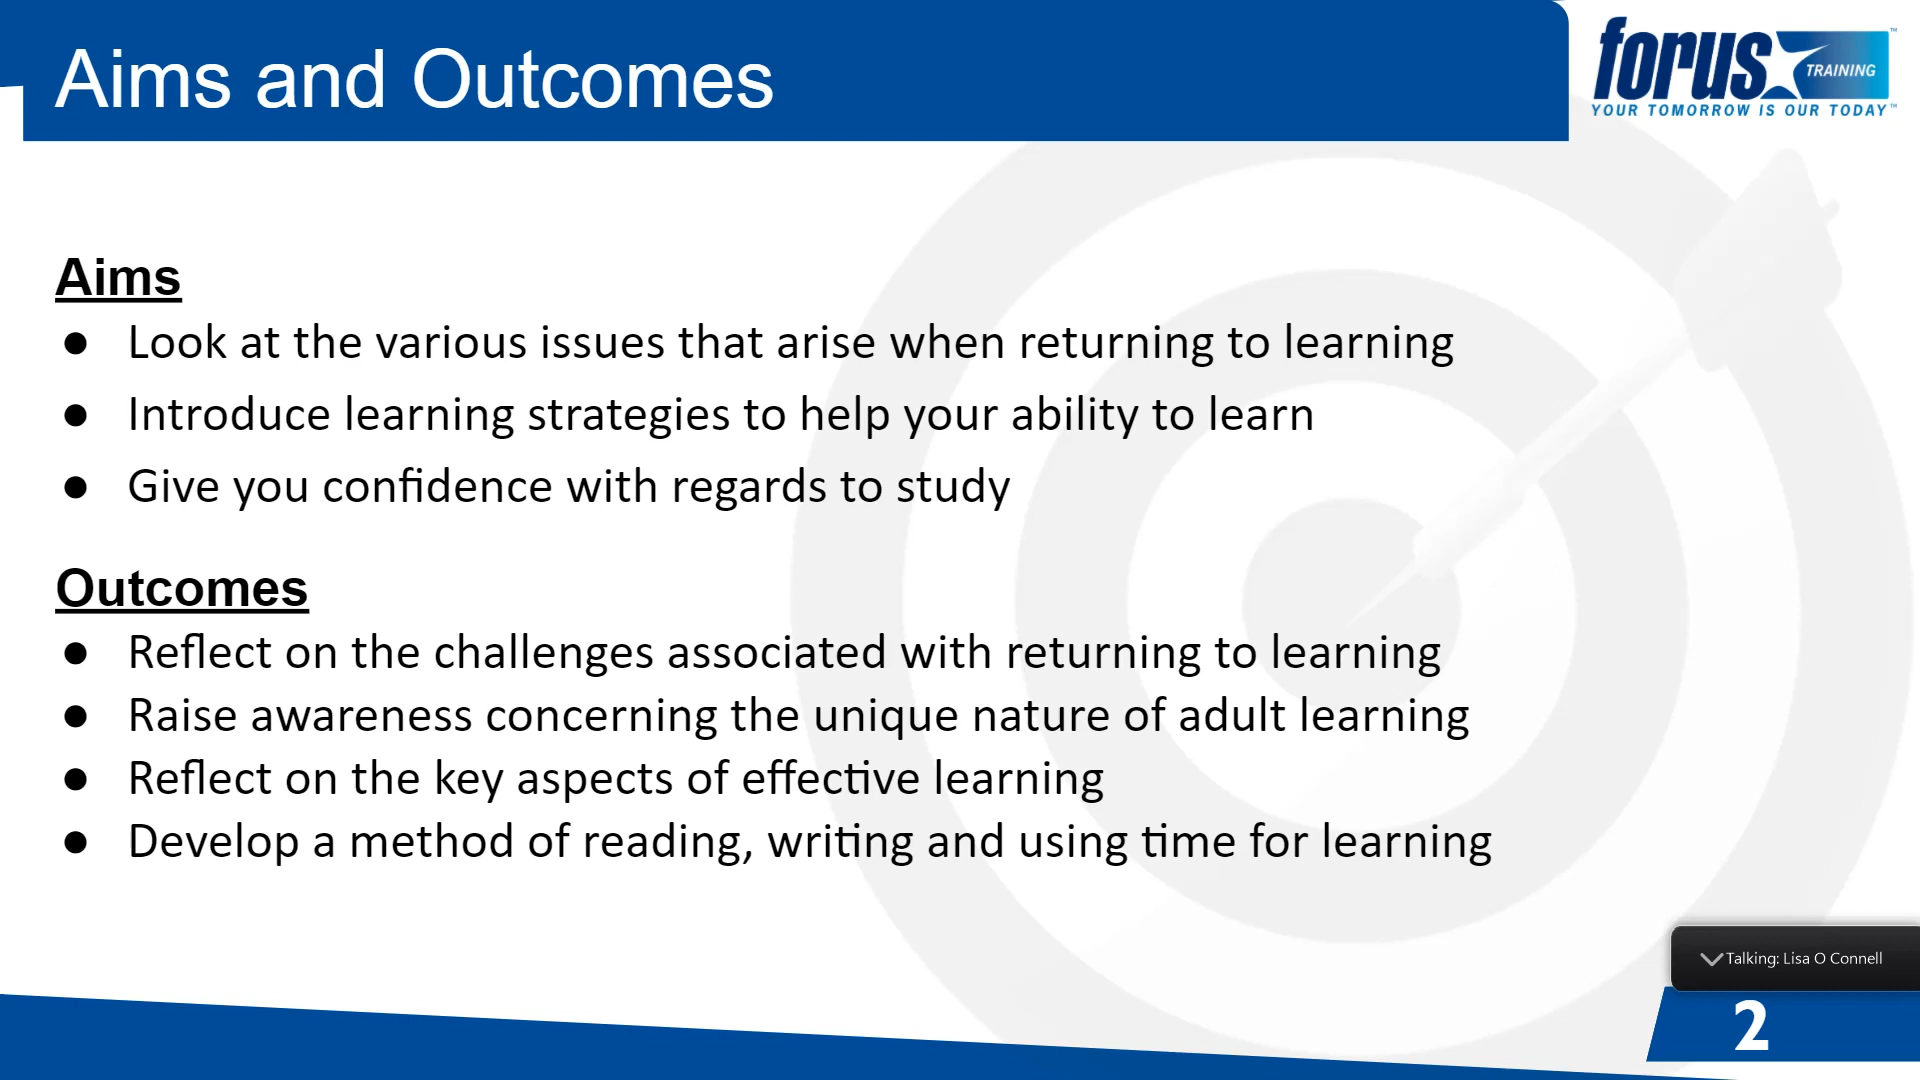 Aims and Outcomes
forus TRAINING™
YOUR TOMORROW IS OUR TODAY™
Aims
● Look at the various issues that arise when returning to learning
● Introduce learning strategies to help your ability to learn
● Give you confidence with regards to study
Outcomes
● Reflect on the challenges associated with returning to learning
● Raise awareness concerning the unique nature of adult learning
● Reflect on the key aspects of effective learning
● Develop a method of reading, writing and using time for learning
Talking: Lisa O Connell
2